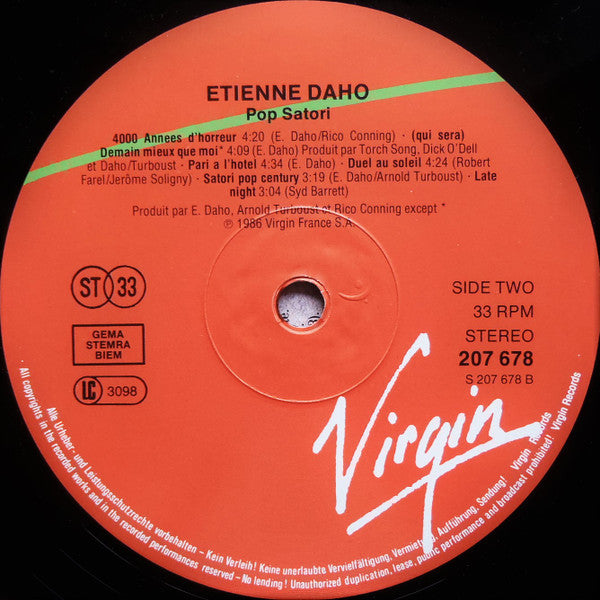 ETIENNE DAHO
Pop Satori
4000 Annees d'horreur 4:20 (E. Daho/Rico Conning) · (qui sera)
Demain mieux que moi* 4:09 (E. Daho) Produit par Torch Song, Dick O'Dell
et Daho/Turboust · Pari a l'hotel 4:34 (E. Daho) · Duel au soleil 4:24 (Robert
Farel/Jerôme Soligny) · Satori pop century 3:19 (E. Daho/Arnold Turboust) · Late
night 3:04 (Syd Barrett)
Produit par E. Daho, Arnold Turboust et Rico Conning except *
℗ 1986 Virgin France S.A.
ST 33
GEMA
STEMRA
BIEM
LC 3098
SIDE TWO
33 RPM
STEREO
207 678
S 207 678 B
Virgin
Alle Urheber- und Leistungsschutzrechte vorbehalten – Kein Verleih! Keine unerlaubte Vervielfältigung, Vermietung, Aufführung, Sendung! Virgin Records
All copyrights in the recorded works and in the recorded performances reserved – No lending! Unauthorized duplication, lease, public performance and broadcast prohibited! Virgin Records